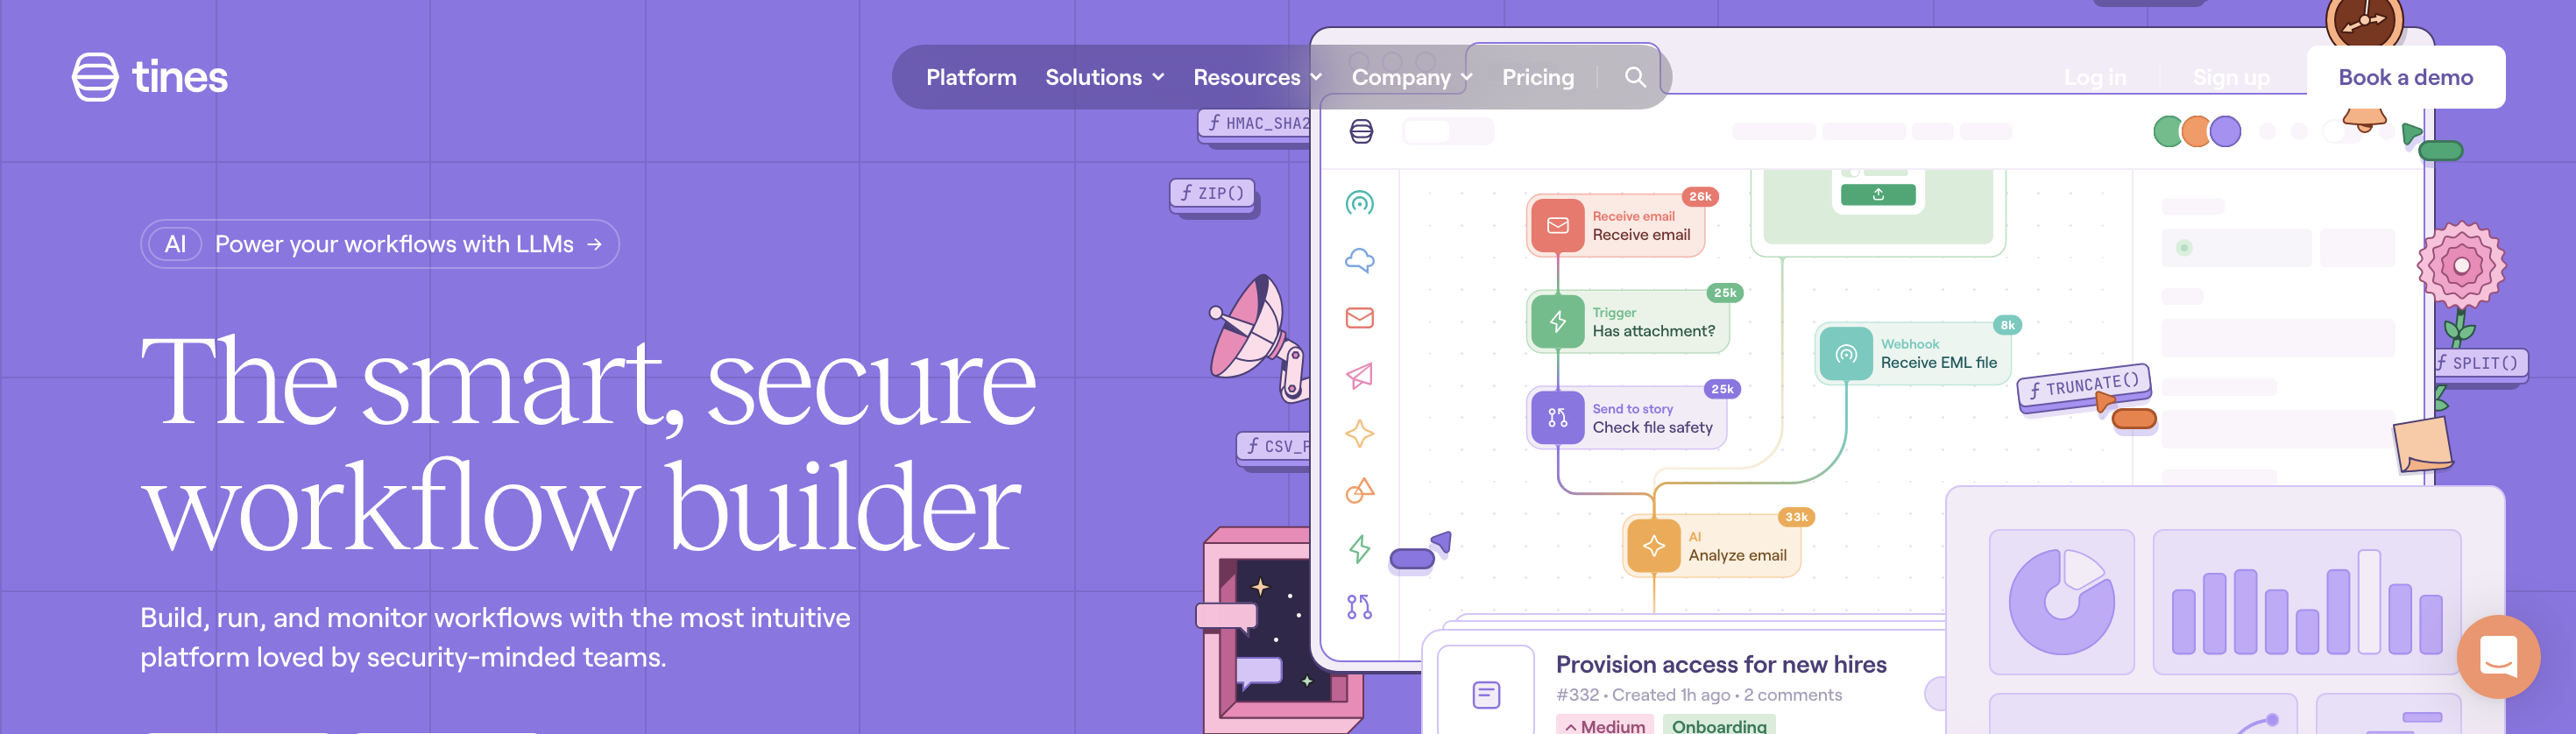 tines
Platform
Solutions
Resources
Company
Pricing
Log in
Sign up
Book a demo
AI Power your workflows with LLMs →
The smart, secure
workflow builder
Build, run, and monitor workflows with the most intuitive
platform loved by security-minded teams.
f HMAC_SHA2
f ZIP()
f CSV_P
26k
Receive email
Receive email
25k
Trigger
Has attachment?
25k
Send to story
Check file safety
8k
Webhook
Receive EML file
33k
AI
Analyze email
f TRUNCATE()
f SPLIT()
Provision access for new hires
#332 • Created 1h ago • 2 comments
Medium
Onboarding